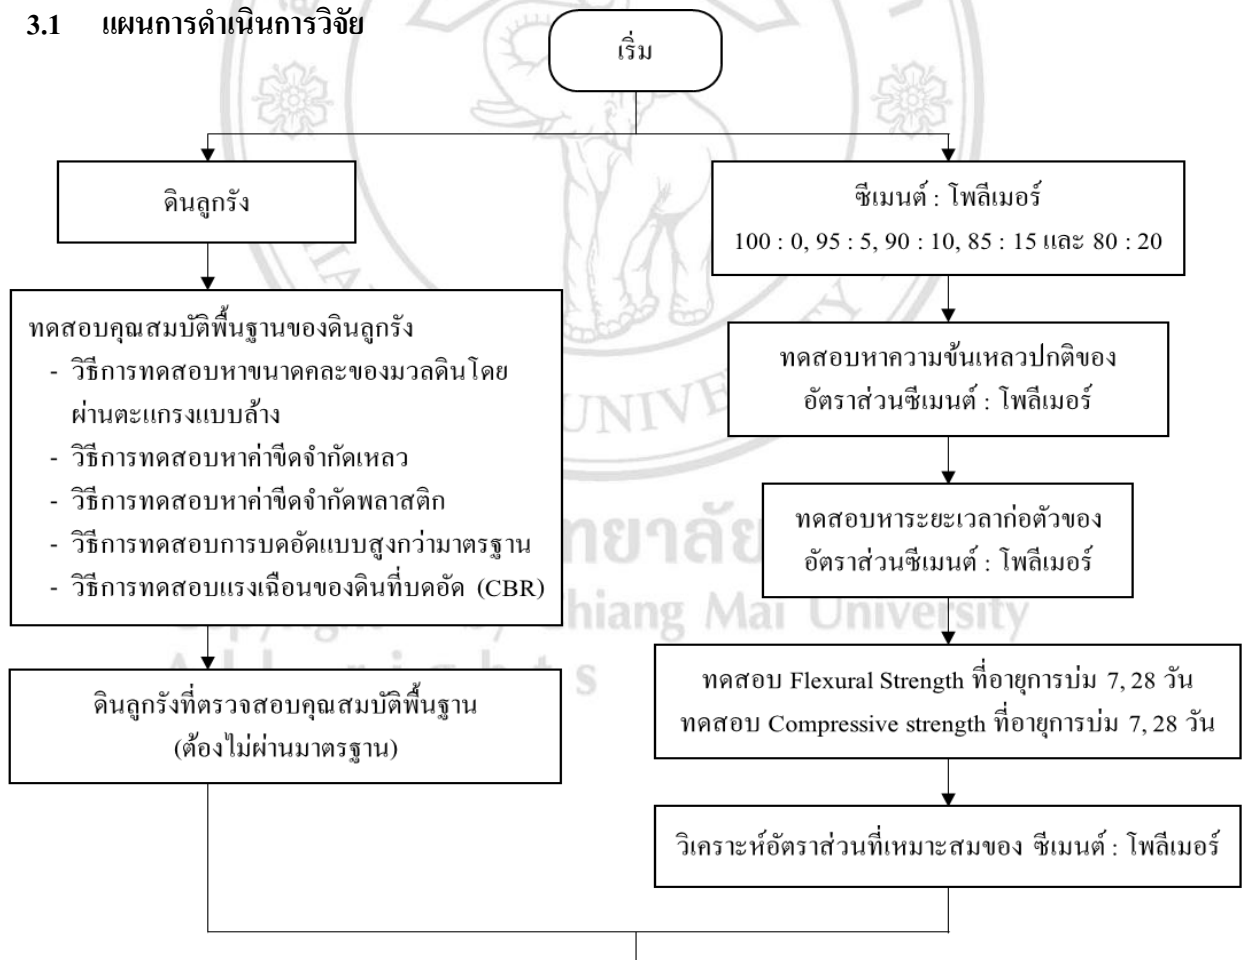 3.1 แผนการดำเนินการวิจัย
เริ่ม
ดินลูกรัง
ทดสอบคุณสมบัติพื้นฐานของดินลูกรัง
- วิธีการทดสอบหาขนาดคละของมวลดินโดย
ผ่านตะแกรงแบบล้าง
- วิธีการทดสอบหาค่าขีดจำกัดเหลว
- วิธีการทดสอบหาค่าขีดจำกัดพลาสติก
- วิธีการทดสอบการบดอัดแบบสูงกว่ามาตรฐาน
- วิธีการทดสอบแรงเฉือนของดินที่บดอัด (CBR)
ดินลูกรังที่ตรวจสอบคุณสมบัติพื้นฐาน
(ต้องไม่ผ่านมาตรฐาน)
ซีเมนต์ : โพลีเมอร์
100 : 0, 95 : 5, 90 : 10, 85 : 15 และ 80 : 20
ทดสอบหาความข้นเหลวปกติของ
อัตราส่วนซีเมนต์ : โพลีเมอร์
ทดสอบหาระยะเวลาก่อตัวของ
อัตราส่วนซีเมนต์ : โพลีเมอร์
ทดสอบ Flexural Strength ที่อายุการบ่ม 7, 28 วัน
ทดสอบ Compressive strength ที่อายุการบ่ม 7, 28 วัน
วิเคราะห์อัตราส่วนที่เหมาะสมของ ซีเมนต์ : โพลีเมอร์
hiang Mai University